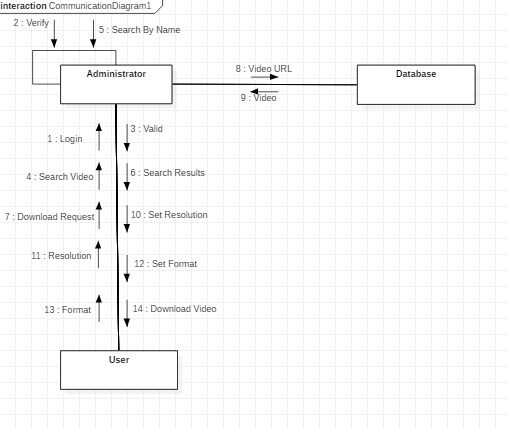 interaction CommunicationDiagram1
2 : Verify
5 : Search By Name
Administrator
8 : Video URL
Database
9 : Video
1 : Login
3 : Valid
4 : Search Video
6 : Search Results
7 : Download Request
10 : Set Resolution
11 : Resolution
12 : Set Format
13 : Format
14 : Download Video
User